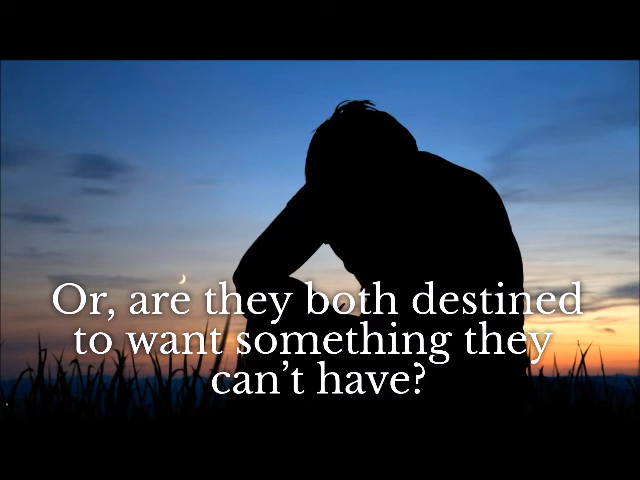 Or, are they both destined
to want something they
can’t have?